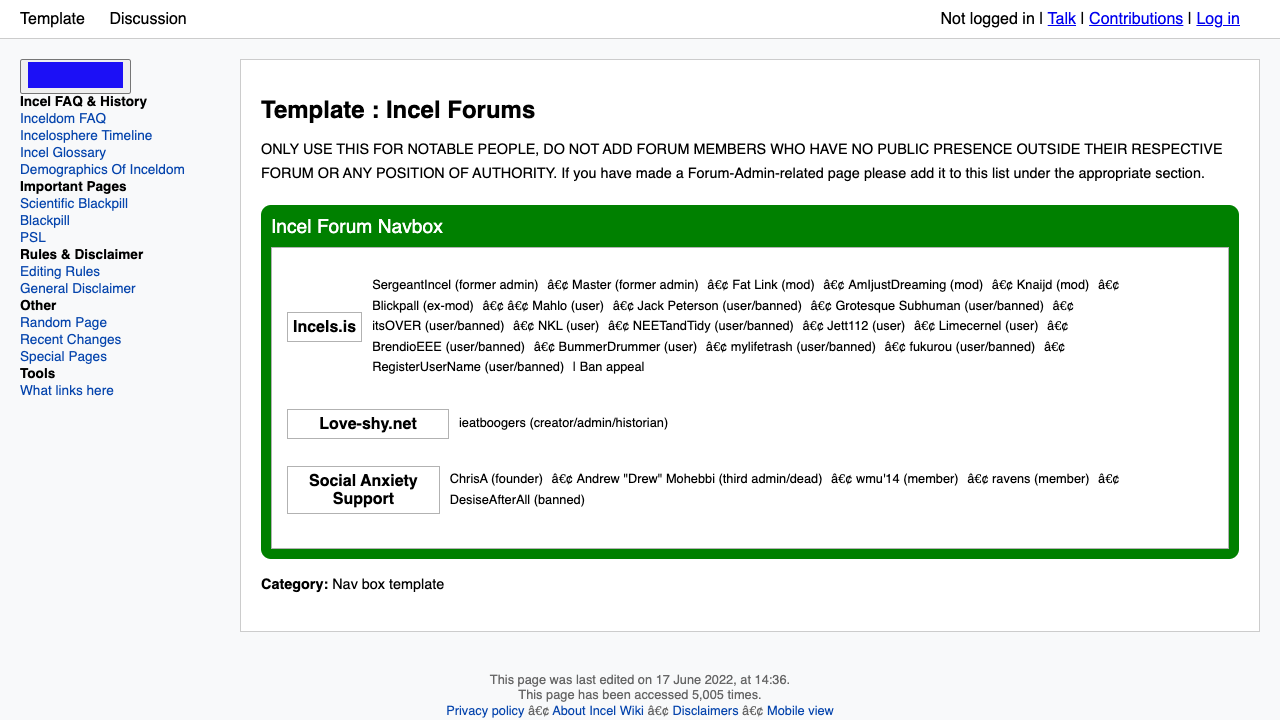 Template Discussion Not logged in | Talk | Contributions | Log in
Incel FAQ & History
Inceldom FAQ
Incelosphere Timeline
Incel Glossary
Demographics Of Inceldom
Important Pages
Scientific Blackpill
Blackpill
PSL
Rules & Disclaimer
Editing Rules
General Disclaimer
Other
Random Page
Recent Changes
Special Pages
Tools
What links here
Template : Incel Forums
ONLY USE THIS FOR NOTABLE PEOPLE, DO NOT ADD FORUM MEMBERS WHO HAVE NO PUBLIC PRESENCE OUTSIDE THEIR RESPECTIVE
FORUM OR ANY POSITION OF AUTHORITY. If you have made a Forum-Admin-related page please add it to this list under the appropriate section.
Incel Forum Navbox
Incels.is
SergeantIncel (former admin) â€¢ Master (former admin) â€¢ Fat Link (mod) â€¢ AmIjustDreaming (mod) â€¢ Knaijd (mod) â€¢
Blickpall (ex-mod) â€¢ â€¢ Mahlo (user) â€¢ Jack Peterson (user/banned) â€¢ Grotesque Subhuman (user/banned) â€¢
itsOVER (user/banned) â€¢ NKL (user) â€¢ NEETandTidy (user/banned) â€¢ Jett112 (user) â€¢ Limecernel (user) â€¢
BrendioEEE (user/banned) â€¢ BummerDrummer (user) â€¢ mylifetrash (user/banned) â€¢ fukurou (user/banned) â€¢
RegisterUserName (user/banned) | Ban appeal
Love-shy.net
ieatboogers (creator/admin/historian)
Social Anxiety
Support
ChrisA (founder) â€¢ Andrew "Drew" Mohebbi (third admin/dead) â€¢ wmu'14 (member) â€¢ ravens (member) â€¢
DesiseAfterAll (banned)
Category: Nav box template
This page was last edited on 17 June 2022, at 14:36.
This page has been accessed 5,005 times.
Privacy policy â€¢ About Incel Wiki â€¢ Disclaimers â€¢ Mobile view